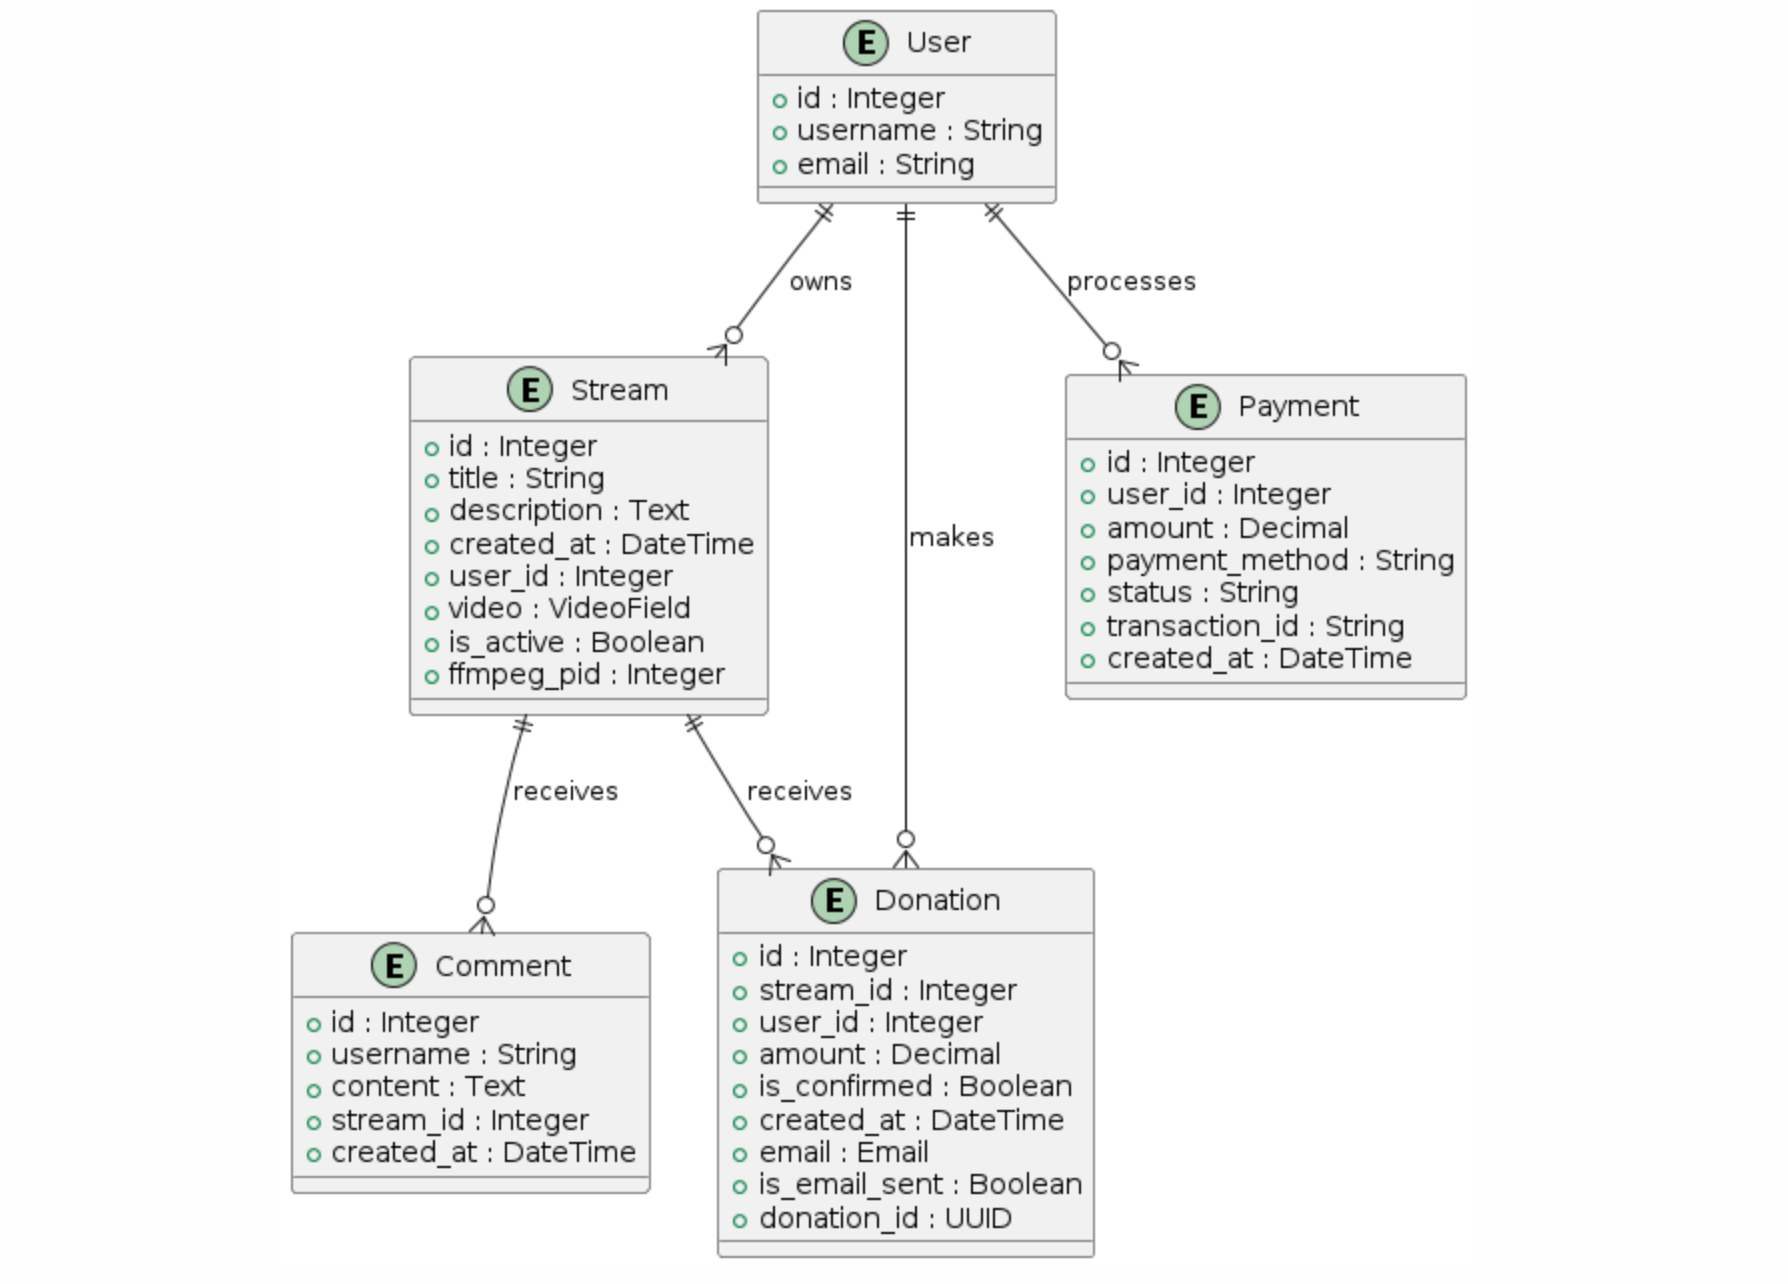 E User
id : Integer
username : String
email : String
owns
makes
processes
E Stream
id : Integer
title : String
description : Text
created_at : DateTime
user_id : Integer
video : VideoField
is_active : Boolean
ffmpeg_pid : Integer
E Payment
id : Integer
user_id : Integer
amount : Decimal
payment_method : String
status : String
transaction_id : String
created_at : DateTime
receives
receives
E Comment
id : Integer
username : String
content : Text
stream_id : Integer
created_at : DateTime
E Donation
id : Integer
stream_id : Integer
user_id : Integer
amount : Decimal
is_confirmed : Boolean
created_at : DateTime
email : Email
is_email_sent : Boolean
donation_id : UUID